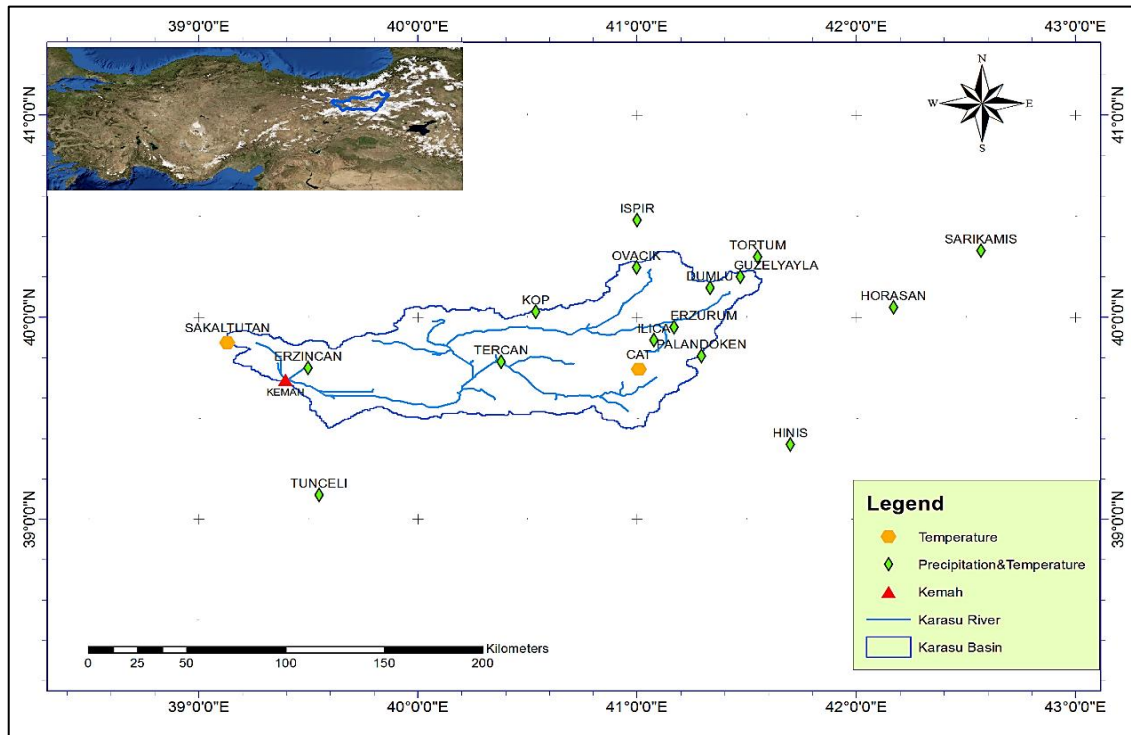 39°0'0"E 40°0'0"E 41°0'0"E 42°0'0"E 43°0'0"E
N
W E
S
41°0'0"N 41°0'0"N
ISPIR
OVACIK TORTUM SARIKAMIS
DUMLU GUZELYAYLA
KOP HORASAN
40°0'0"N 40°0'0"N
SAKALTUTAN ILICA ERZURUM
ERZINCAN TERCAN CAT PALANDOKEN
KEMAH
HINIS
TUNCELI
39°0'0"N 39°0'0"N
Legend
Temperature
Precipitation&Temperature
Kemah
Karasu River
Karasu Basin
Kilometers
0 25 50 100 150 200
39°0'0"E 40°0'0"E 41°0'0"E 42°0'0"E 43°0'0"E